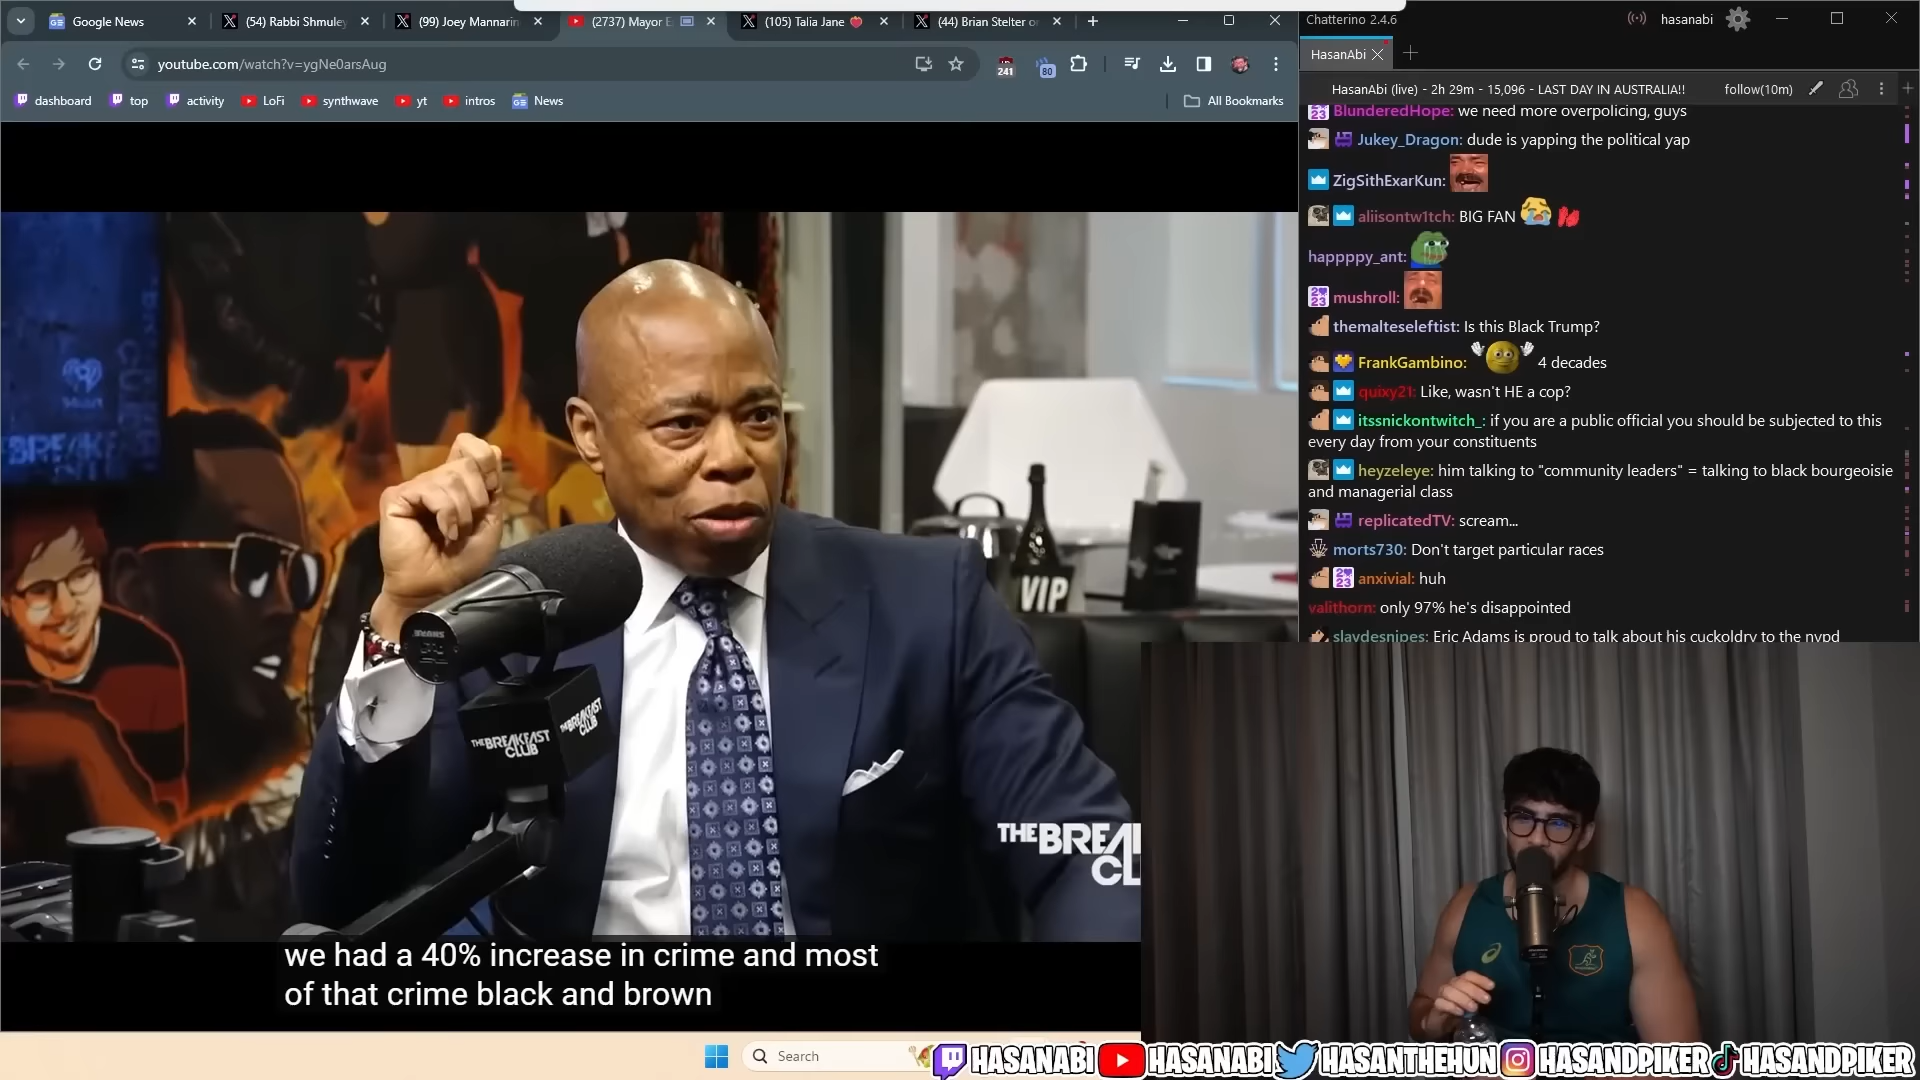 Google News
(54) Rabbi Shmuley
(99) Joey Mannarin
(2737) Mayor E
(105) Talia Jane
(44) Brian Stelter o
youtube.com/watch?v=ygNe0arsAug
241
80
dashboard
top
activity
LoFi
synthwave
yt
intros
News
All Bookmarks
Chatterino 2.4.6
hasanabi
HasanAbi
HasanAbi (live) - 2h 29m - 15,096 - LAST DAY IN AUSTRALIA!!
follow(10m)
BlunderedHope: we need more overpolicing, guys
Jukey_Dragon: dude is yapping the political yap
ZigSithExarKun:
aliisontw1tch: BIG FAN
happppy_ant:
mushroll:
themalteseleftist: Is this Black Trump?
FrankGambino: 4 decades
quixy21: Like, wasn't HE a cop?
itssnickontwitch_: if you are a public official you should be subjected to this
every day from your constituents
heyzeleye: him talking to "community leaders" = talking to black bourgeoisie
and managerial class
replicatedTV: scream...
morts730: Don't target particular races
anxivial: huh
valithorn: only 97% he's disappointed
slaydesnipes: Eric Adams is proud to talk about his cuckoldry to the nypd
VIP
THE BREAKFAST
CLUB
THE BREAKFAST
CLUB
THE BREA
CL
we had a 40% increase in crime and most
of that crime black and brown
Search
HASANABI
HASANABI
HASANTHEHUN
HASANDPIKER
HASANDPIKER